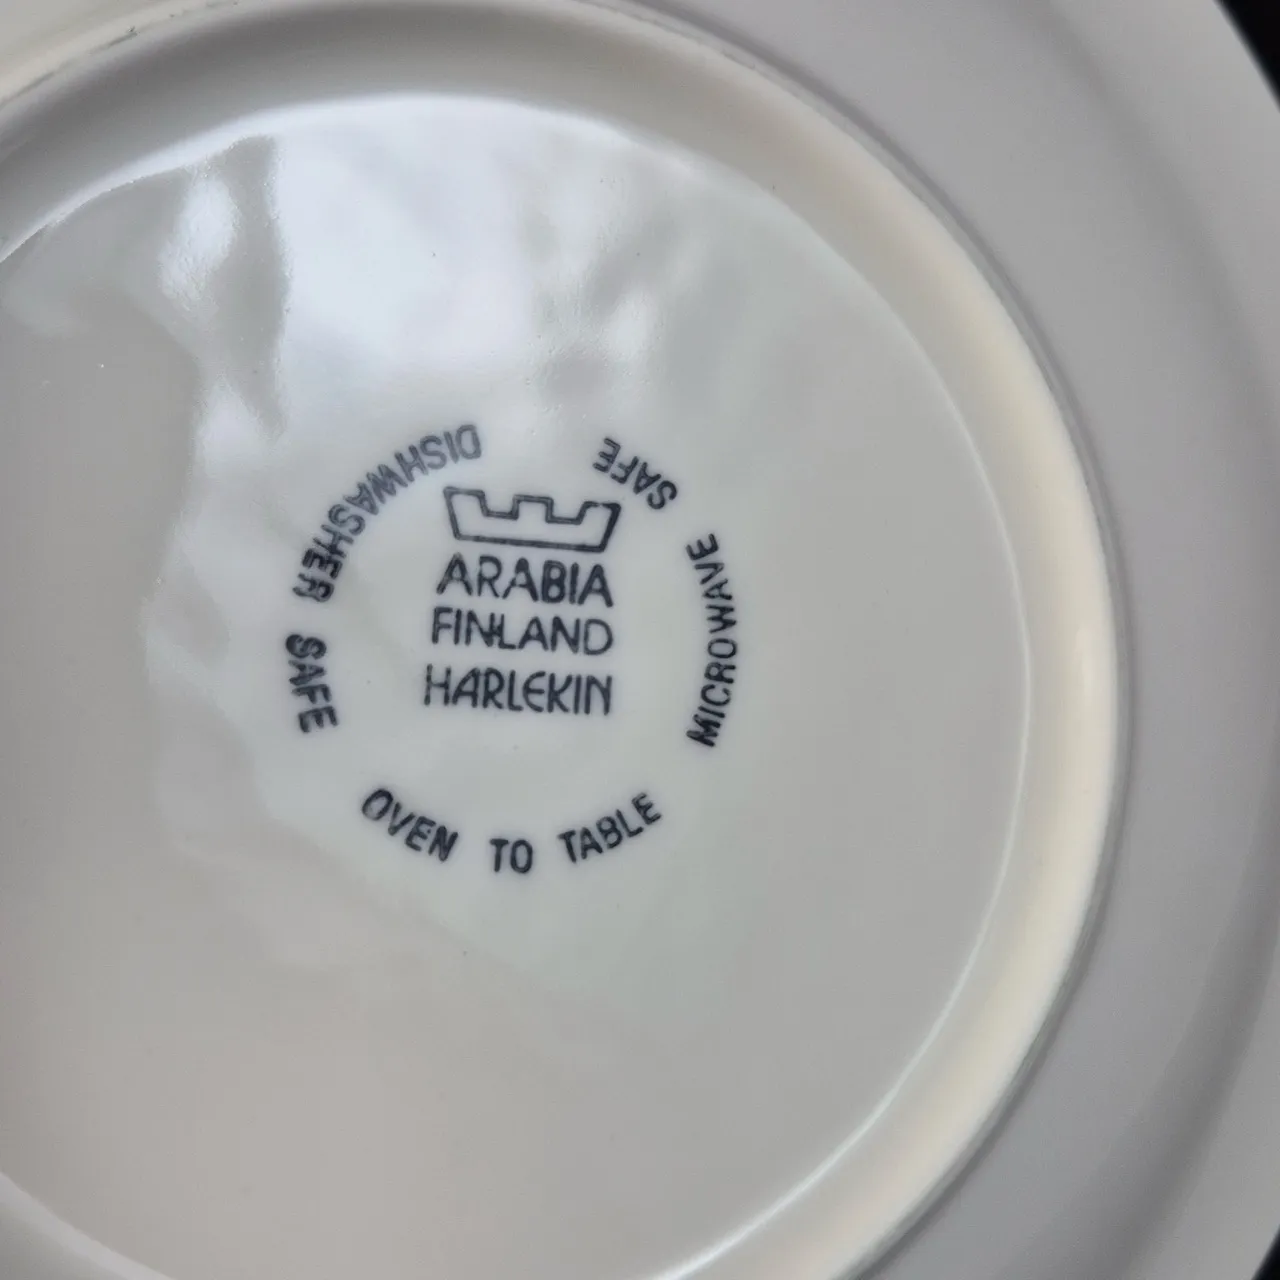 ARABIA
FINLAND
HARLEKIN
DISHWASHER SAFE
OVEN TO TABLE
MICROWAVE SAFE